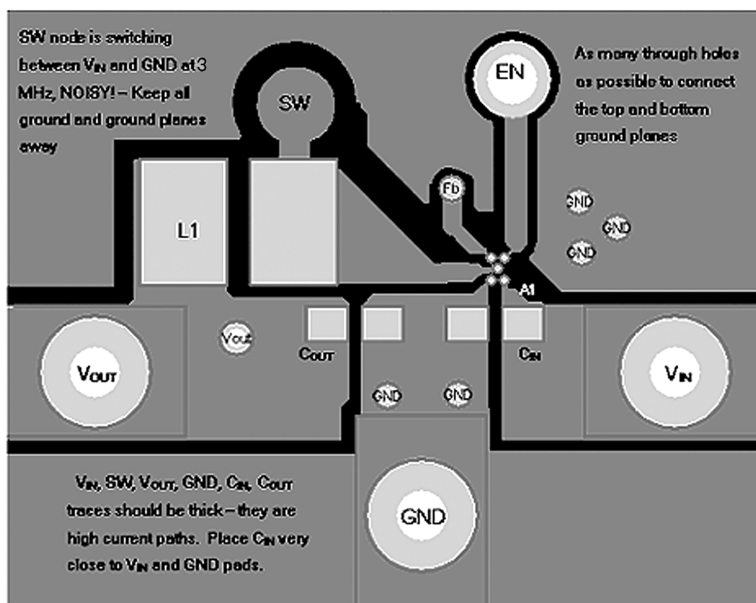 SW node is switching
between VIN and GND at 3
MHz, NOISY! – Keep all
ground and ground planes
away
SW
EN
As many through holes
as possible to connect
the top and bottom
ground planes
Fb
GND
GND
GND
L1
A1
Vout
COUT
CIN
VOUT
VIN
GND
GND
VIN, SW, VOUT, GND, CIN, COUT
traces should be thick – they are
high current paths. Place CIN very
close to VIN and GND pads.
GND